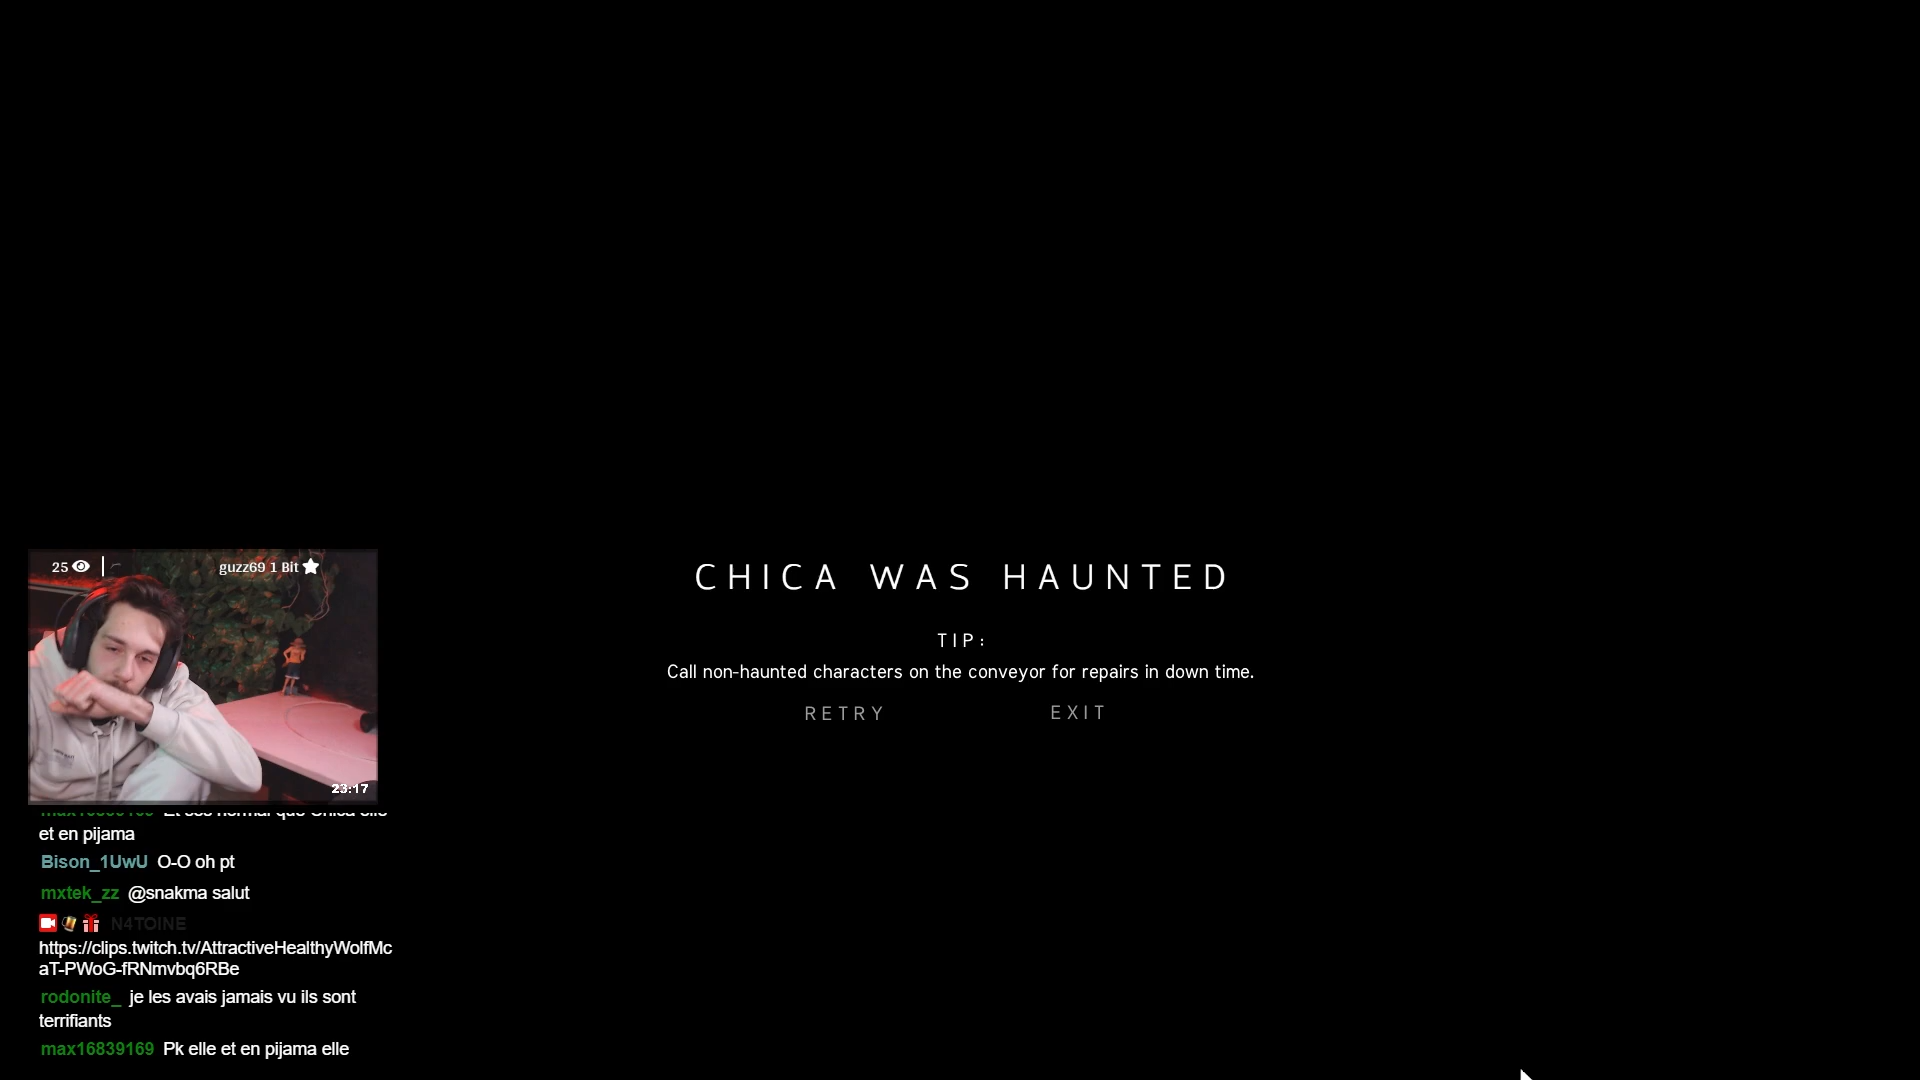 25
guzz69 1 Bit
CHICA WAS HAUNTED
TIP:
Call non-haunted characters on the conveyor for repairs in down time.
RETRY
EXIT
23:17
et en pijama
Bison_1UwU O-O oh pt
mxtek_zz @snakma salut
N4TOINE
https://clips.twitch.tv/AttractiveHealthyWolfMc
aT-PWoG-fRNmvbq6RBe
rodonite_ je les avais jamais vu ils sont
terrifiants
max16839169 Pk elle et en pijama elle